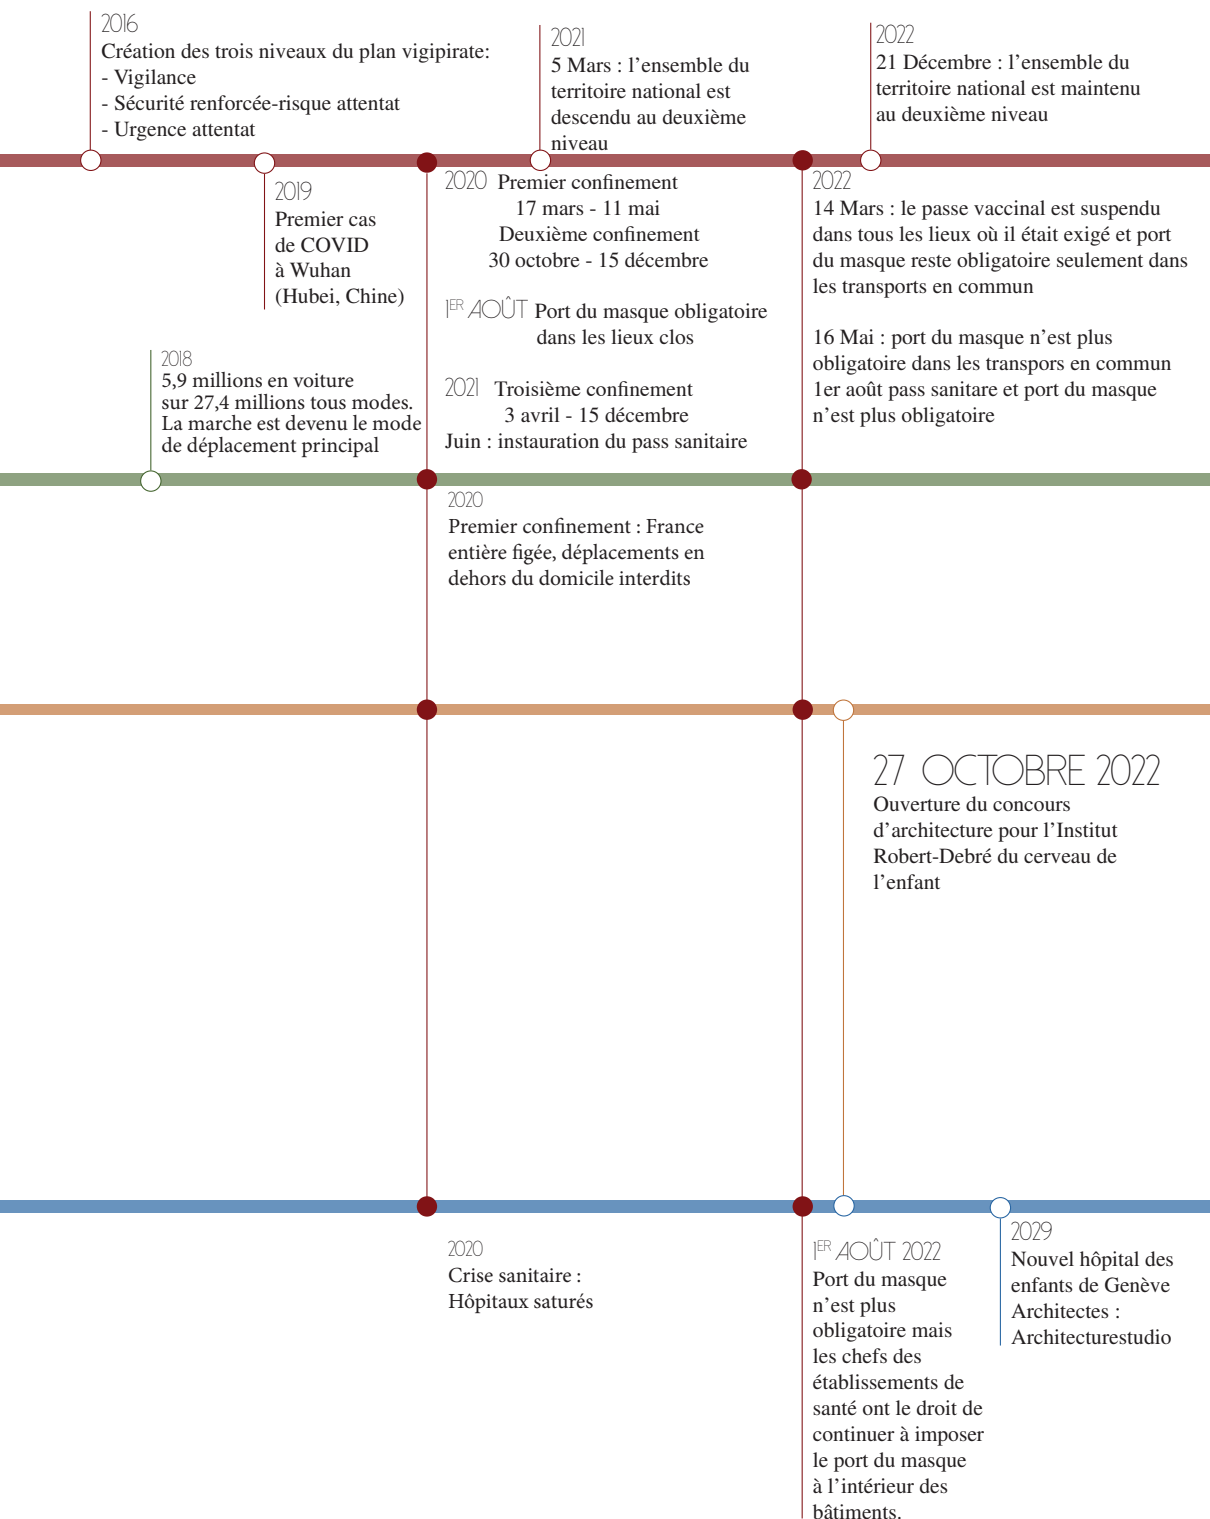 2016
Création des trois niveaux du plan vigipirate:
- Vigilance
- Sécurité renforcée-risque attentat
- Urgence attentat
2021
5 Mars : l’ensemble du
territoire national est
descendu au deuxième
niveau
2022
21 Décembre : l’ensemble du
territoire national est maintenu
au deuxième niveau
2019
Premier cas
de COVID
à Wuhan
(Hubei, Chine)
2020 Premier confinement
17 mars - 11 mai
Deuxième confinement
30 octobre - 15 décembre
1ER AOÛT Port du masque obligatoire
dans les lieux clos
2021 Troisième confinement
3 avril - 15 décembre
Juin : instauration du pass sanitaire
2022
14 Mars : le passe vaccinal est suspendu
dans tous les lieux où il était exigé et port
du masque reste obligatoire seulement dans
les transports en commun
16 Mai : port du masque n’est plus
obligatoire dans les transpors en commun
1er août pass sanitare et port du masque
n’est plus obligatoire
2018
5,9 millions en voiture
sur 27,4 millions tous modes.
La marche est devenu le mode
de déplacement principal
2020
Premier confinement : France
entière figée, déplacements en
dehors du domicile interdits
27 OCTOBRE 2022
Ouverture du concours
d’architecture pour l’Institut
Robert-Debré du cerveau de
l’enfant
2020
Crise sanitaire :
Hôpitaux saturés
1ER AOÛT 2022
Port du masque
n’est plus
obligatoire mais
les chefs des
établissements de
santé ont le droit de
continuer à imposer
le port du masque
à l’intérieur des
bâtiments.
2029
Nouvel hôpital des
enfants de Genève
Architectes :
Architecturestudio